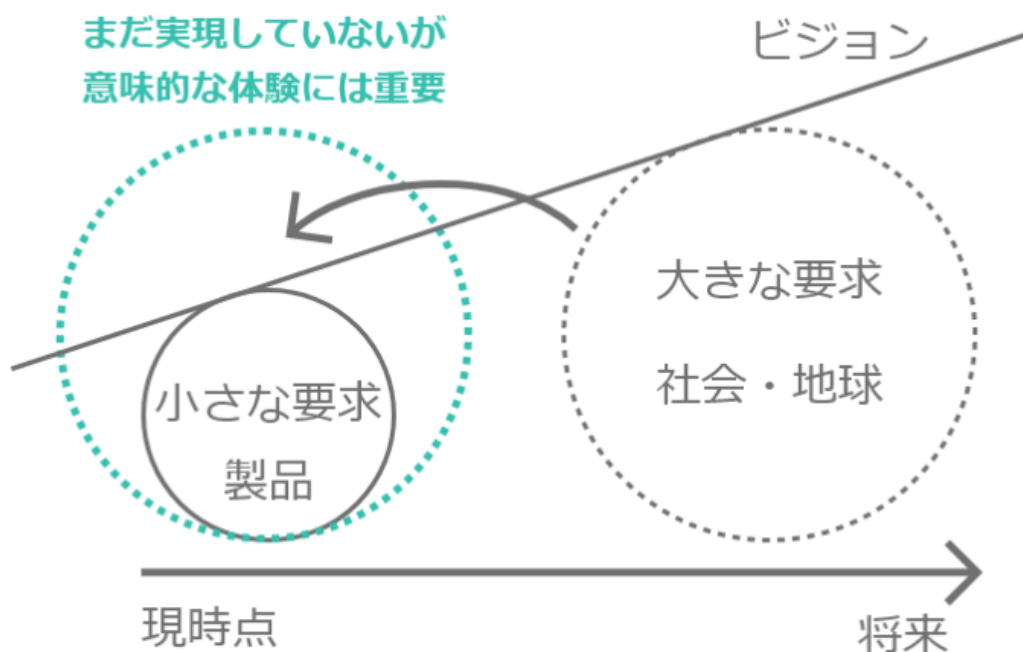 まだ実現していないが
意味的な体験には重要
ビジョン
大きな要求
社会・地球
小さな要求
製品
現時点
将来